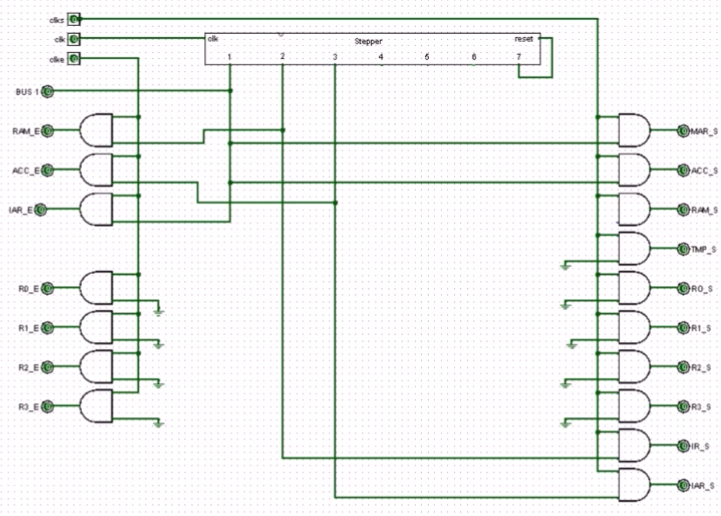 clks
clk
clke
clk Stepper reset
1 2 3 4 5 6 7
BUS 1
RAM_E
ACC_E
IAR_E
R0_E
R1_E
R2_E
R3_E
MAR_S
ACC_S
RAM_S
TMP_S
R0_S
R1_S
R2_S
R3_S
IR_S
IAR_S